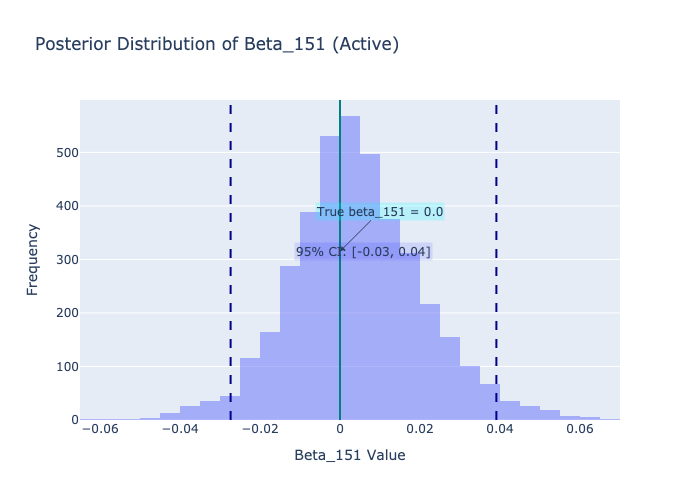 Posterior Distribution of Beta_151 (Active)
500
400
300
200
100
0
Frequency
True beta_151 = 0.0
95% CI: [-0.03, 0.04]
−0.06 −0.04 −0.02 0 0.02 0.04 0.06
Beta_151 Value